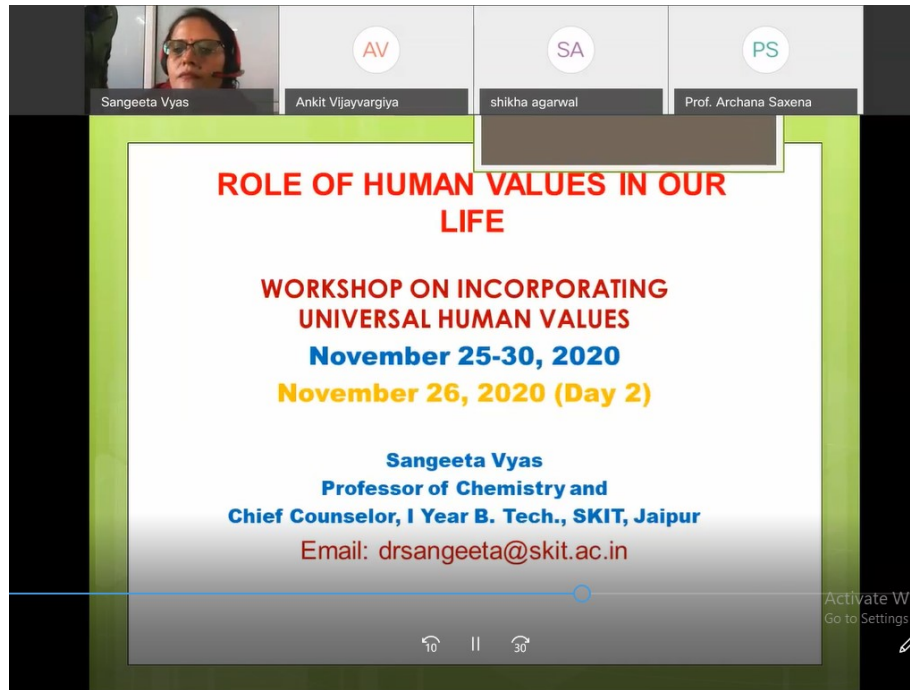 Sangeeta Vyas
AV
Ankit Vijayvargiya
SA
shikha agarwal
PS
Prof. Archana Saxena
ROLE OF HUMAN VALUES IN OUR
LIFE
WORKSHOP ON INCORPORATING
UNIVERSAL HUMAN VALUES
November 25-30, 2020
November 26, 2020 (Day 2)
Sangeeta Vyas
Professor of Chemistry and
Chief Counselor, I Year B. Tech., SKIT, Jaipur
Email: drsangeeta@skit.ac.in
Activate W
Go to Settings
10
30